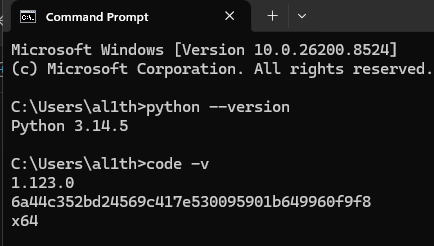 Command Prompt
Microsoft Windows [Version 10.0.26200.8524]
(c) Microsoft Corporation. All rights reserved.
C:\Users\al1th>python --version
Python 3.14.5
C:\Users\al1th>code -v
1.123.0
6a44c352bd24569c417e530095901b649960f9f8
x64